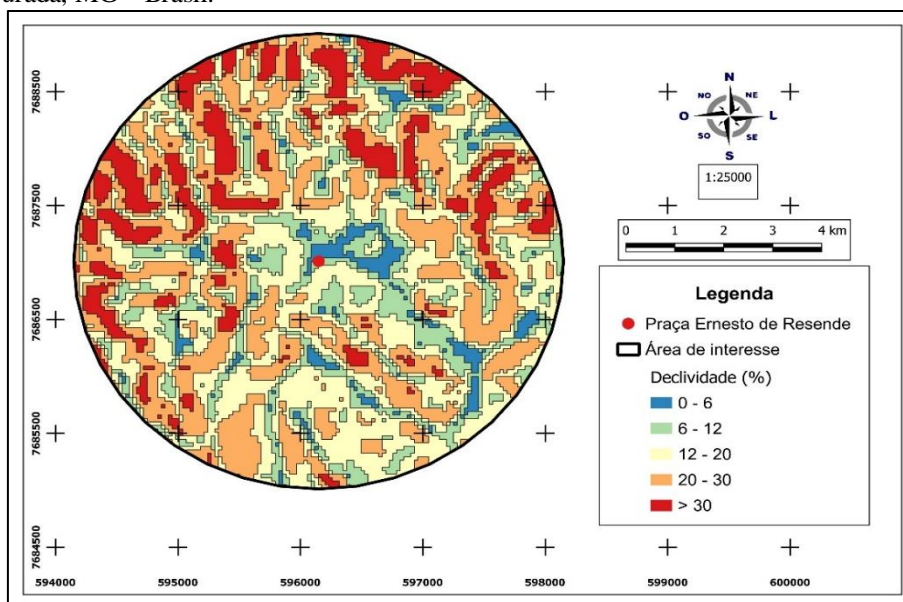 MG – Brasil.
7688500
7687500
7686500
7685500
7684500
594000 595000 596000 597000 598000 599000 600000
N
NO NE
O L
SO SE
S
1:25000
0 1 2 3 4 km
Legenda
Praça Ernesto de Resende
Área de interesse
Declividade (%)
0 - 6
6 - 12
12 - 20
20 - 30
> 30